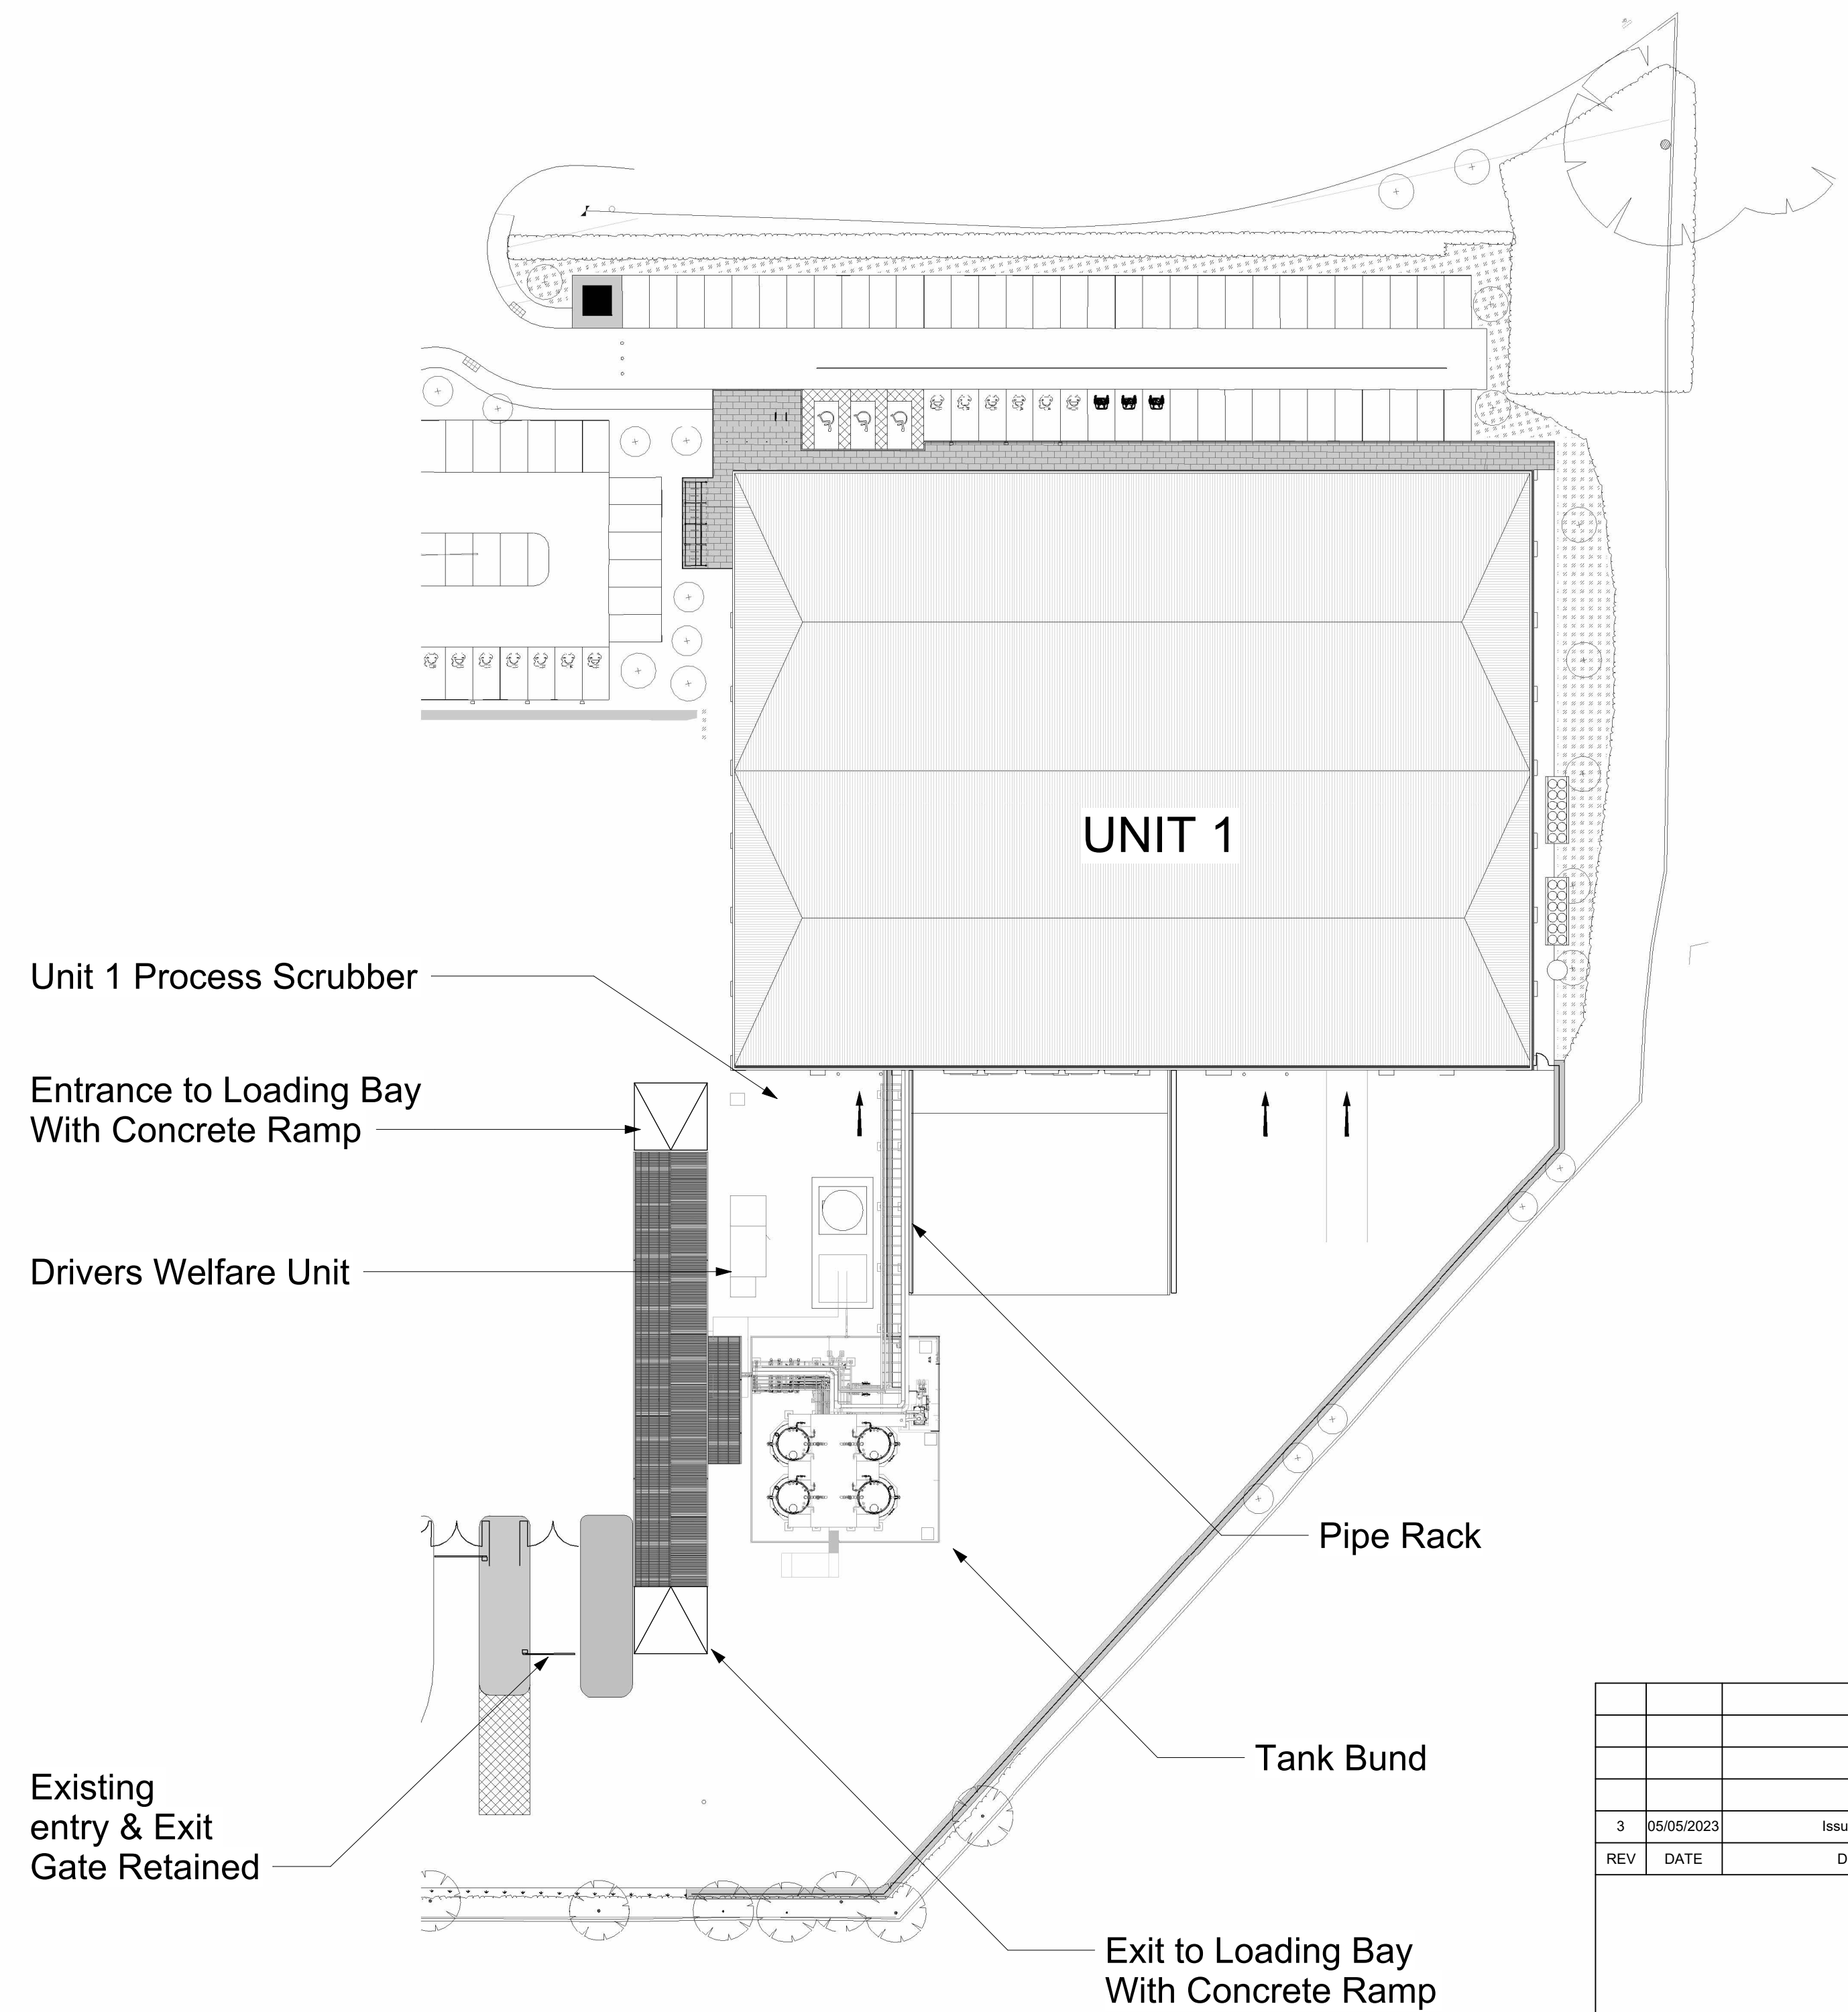 UNIT 1
Unit 1 Process Scrubber
Entrance to Loading Bay
With Concrete Ramp
Drivers Welfare Unit
Pipe Rack
Tank Bund
Existing
entry & Exit
Gate Retained
3 05/05/2023 Issu
REV DATE D
Exit to Loading Bay
With Concrete Ramp